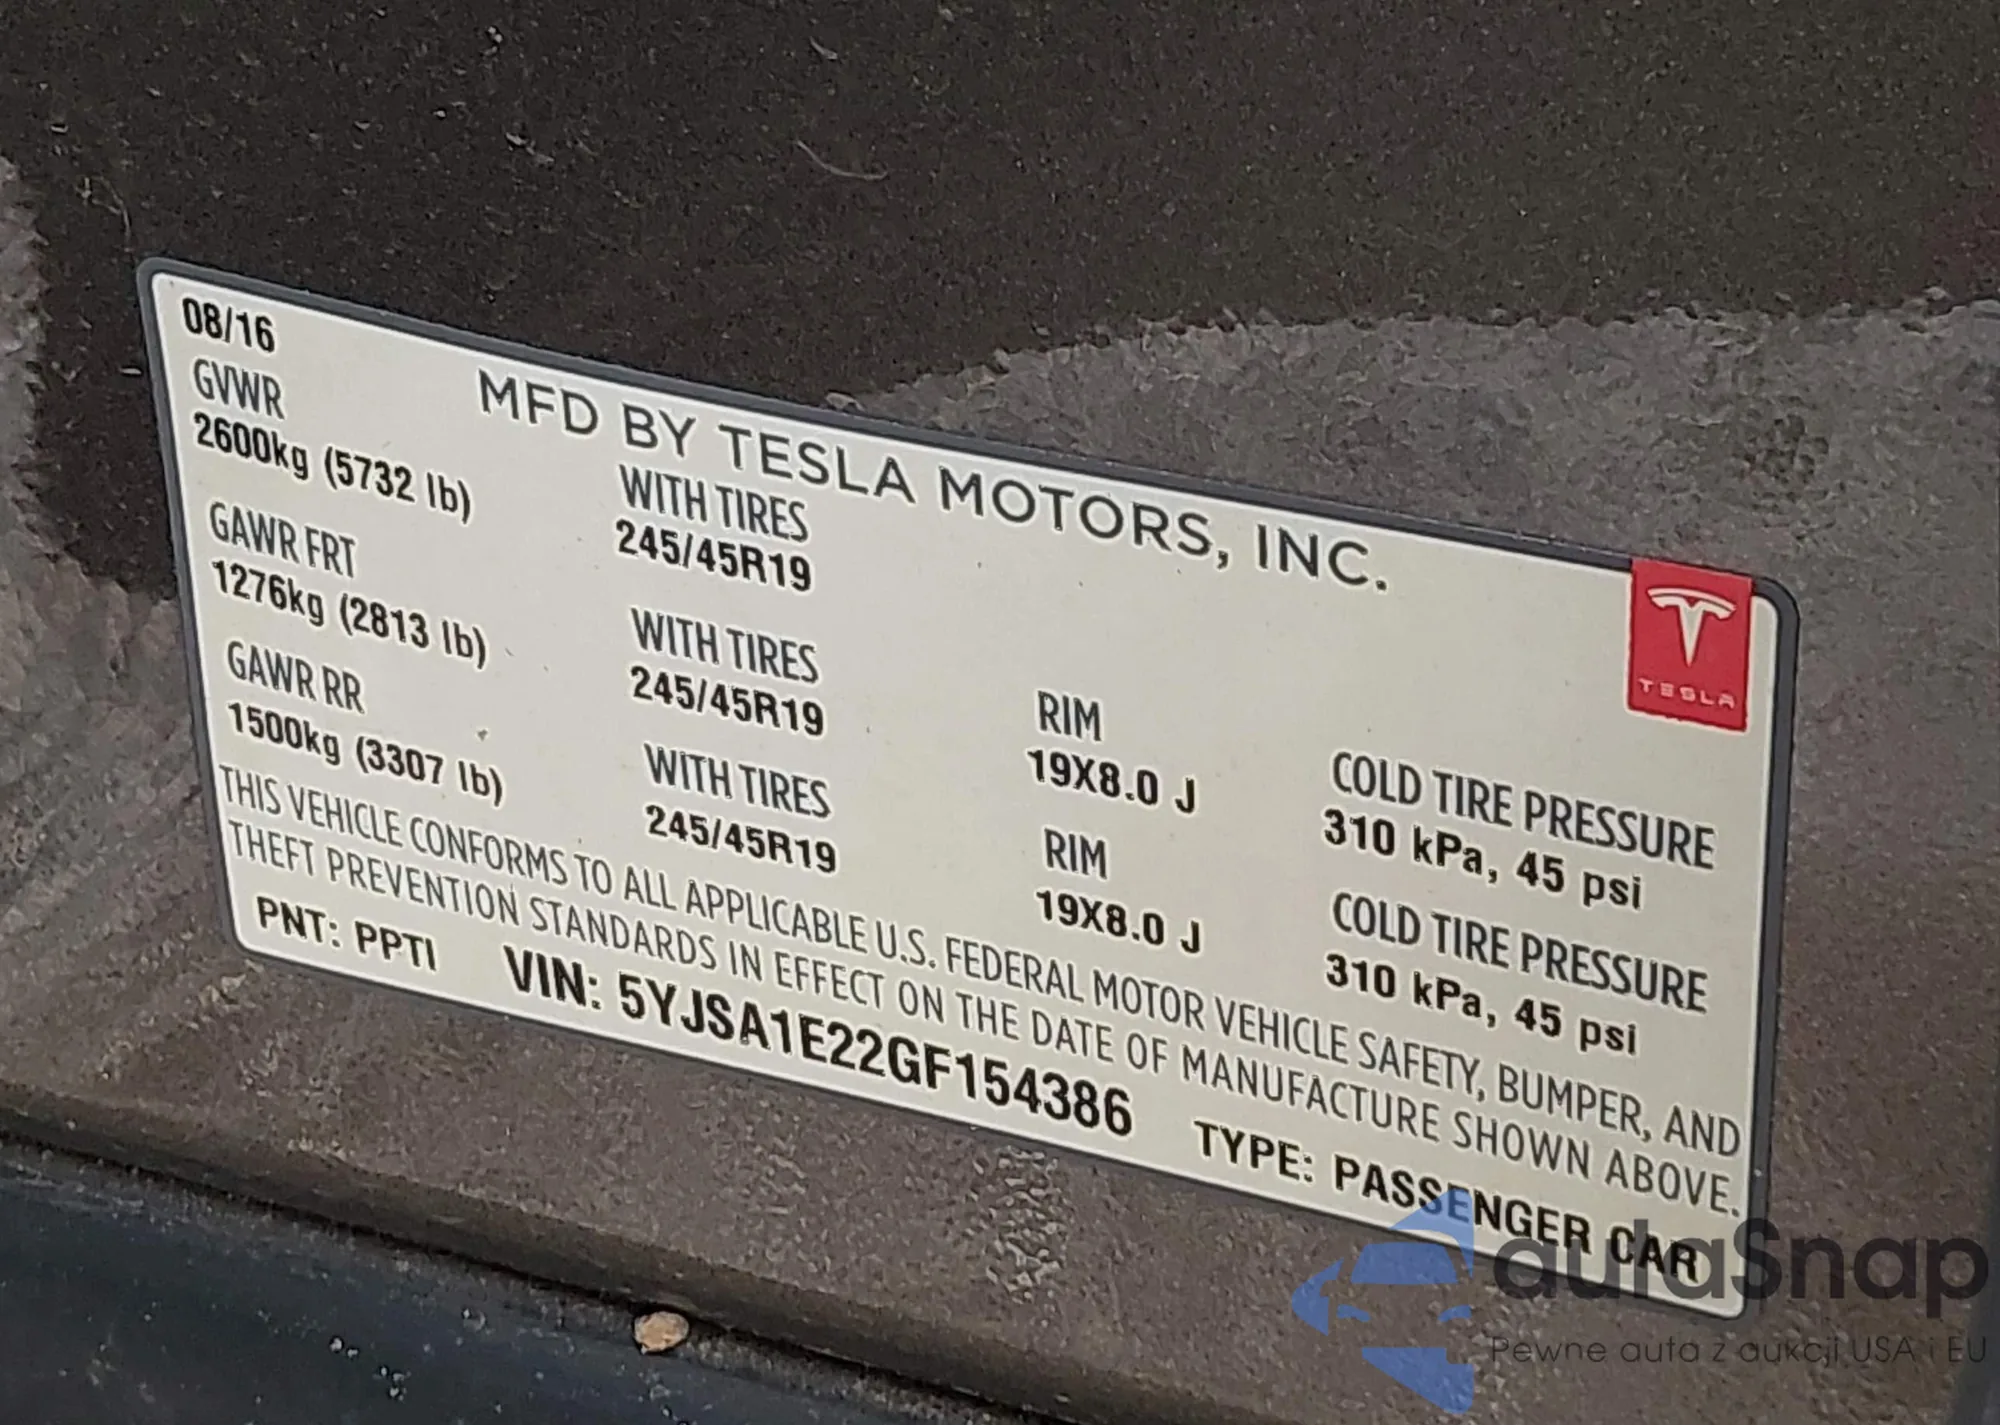 08/16
MFD BY TESLA MOTORS, INC.
GVWR WITH TIRES
2600kg (5732 lb) 245/45R19
GAWR FRT WITH TIRES RIM COLD TIRE PRESSURE
1276kg (2813 lb) 245/45R19 19X8.0 J 310 kPa, 45 psi
GAWR RR WITH TIRES RIM COLD TIRE PRESSURE
1500kg (3307 lb) 245/45R19 19X8.0 J 310 kPa, 45 psi
THIS VEHICLE CONFORMS TO ALL APPLICABLE U.S. FEDERAL MOTOR VEHICLE SAFETY, BUMPER, AND
THEFT PREVENTION STANDARDS IN EFFECT ON THE DATE OF MANUFACTURE SHOWN ABOVE.
PNT: PPTI VIN: 5YJSA1E22GF154386 TYPE: PASSENGER CAR
TESLA
autaSnap
Pewne auta z aukcji USA i EU